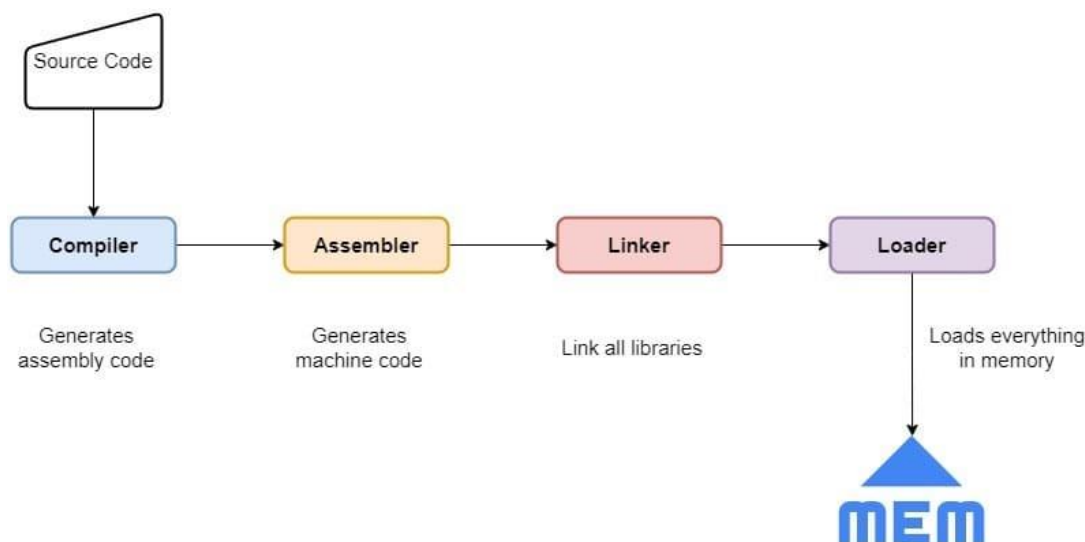 Source Code
Compiler
Assembler
Linker
Loader
Generates
assembly code
Generates
machine code
Link all libraries
Loads everything
in memory
MEM